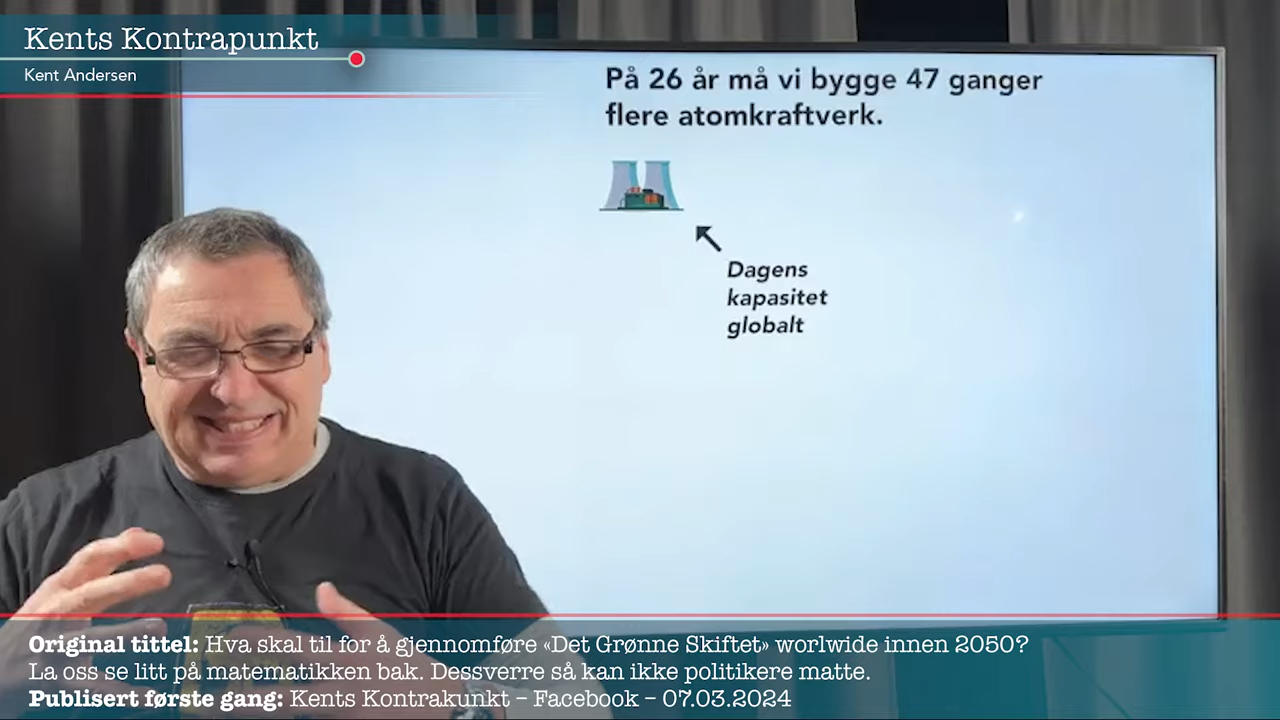 Kents Kontrapunkt
Kent Andersen
På 26 år må vi bygge 47 ganger
flere atomkraftverk.
Dagens
kapasitet
globalt
Original tittel: Hva skal til for å gjennomføre «Det Grønne Skiftet» worlwide innen 2050?
La oss se litt på matematikken bak. Dessverre så kan ikke politikere matte.
Publisert første gang: Kents Kontrakunkt – Facebook – 07.03.2024